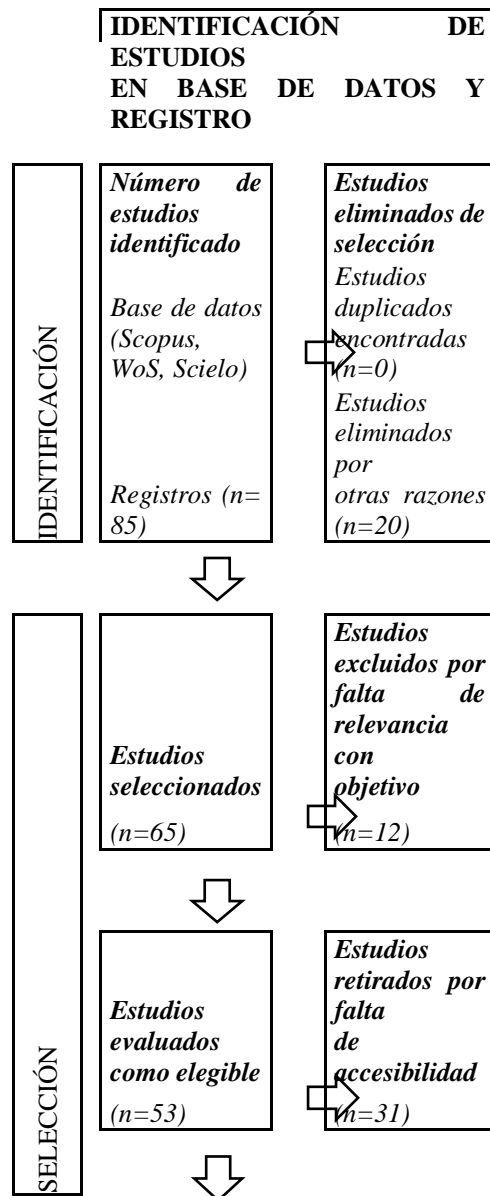 IDENTIFICACIÓN DE
ESTUDIOS
EN BASE DE DATOS Y
REGISTRO
IDENTIFICACIÓN
Número de
estudios
identificado
Base de datos
(Scopus,
WoS, Scielo)
Registros (n=
85)
Estudios
eliminados de
selección
Estudios
duplicados
encontradas
(n=0)
Estudios
eliminados
por
otras razones
(n=20)
SELECCIÓN
Estudios
seleccionados
(n=65)
Estudios
excluidos por
falta de
relevancia
con
objetivo
(n=12)
Estudios
evaluados
como elegible
(n=53)
Estudios
retirados por
falta
de
accesibilidad
(n=31)